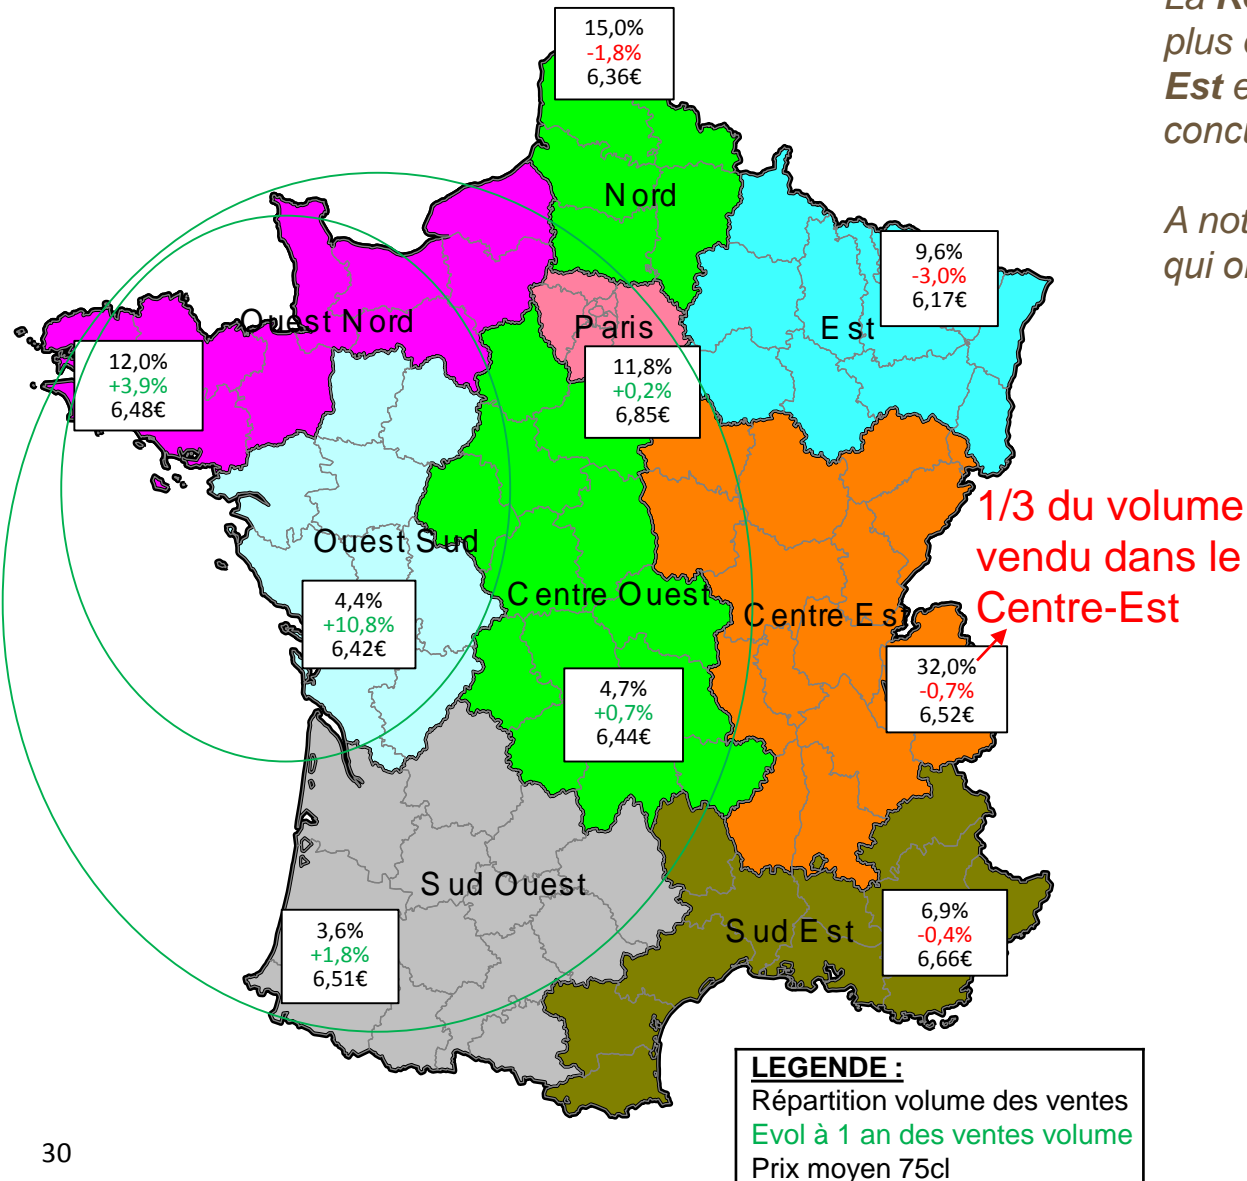 La
plus
Est
A
qui
15,0%
-1,8%
6,36€
Nord
9,6%
-3,0%
6,17€
Ouest Nord
Paris
Est
12,0%
+3,9%
6,48€
11,8%
+0,2%
6,85€
1/3 du volume
vendu dans le
Centre-Est
Ouest Sud
Centre Ouest
Centre Est
4,4%
+10,8%
6,42€
32,0%
-0,7%
6,52€
4,7%
+0,7%
6,44€
Sud Ouest
Sud Est
6,9%
-0,4%
6,66€
3,6%
+1,8%
6,51€
LEGENDE :
Répartition volume des ventes
Evol à 1 an des ventes volume
Prix moyen 75cl
30